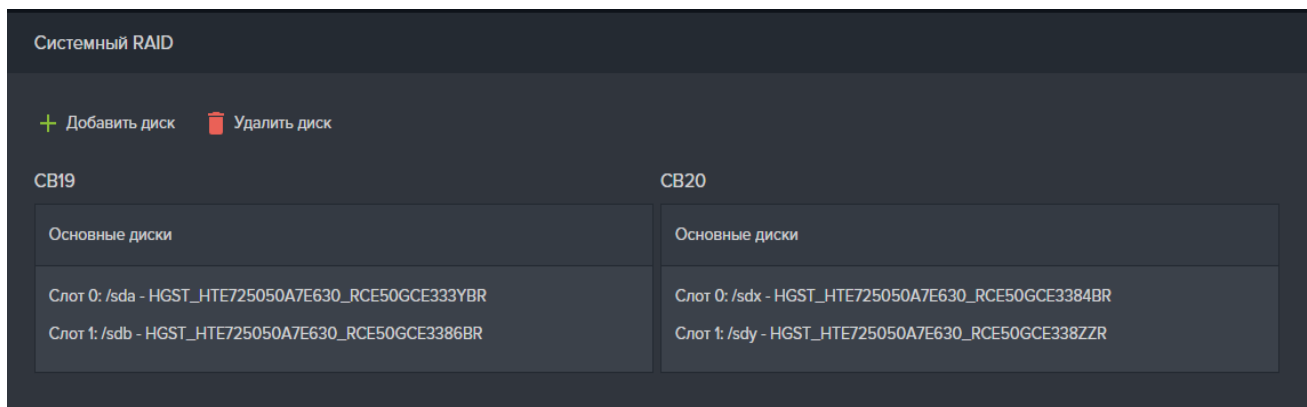 Системный RAID
Добавить диск
Удалить диск
CB19
CB20
Основные диски
Основные диски
Слот 0: /sda - HGST_HTE725050A7E630_RCE50GCE333YBR
Слот 0: /sdx - HGST_HTE725050A7E630_RCE50GCE3384BR
Слот 1: /sdb - HGST_HTE725050A7E630_RCE50GCE3386BR
Слот 1: /sdy - HGST_HTE725050A7E630_RCE50GCE338ZZR